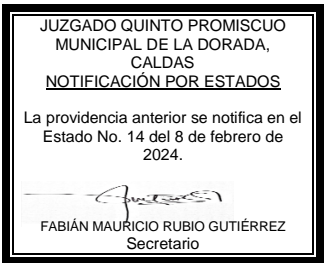 JUZGADO QUINTO PROMISCUO
MUNICIPAL DE LA DORADA,
CALDAS
NOTIFICACIÓN POR ESTADOS
La providencia anterior se notifica en el
Estado No. 14 del 8 de febrero de
2024.
FABIÁN MAURICIO RUBIO GUTIÉRREZ
Secretario